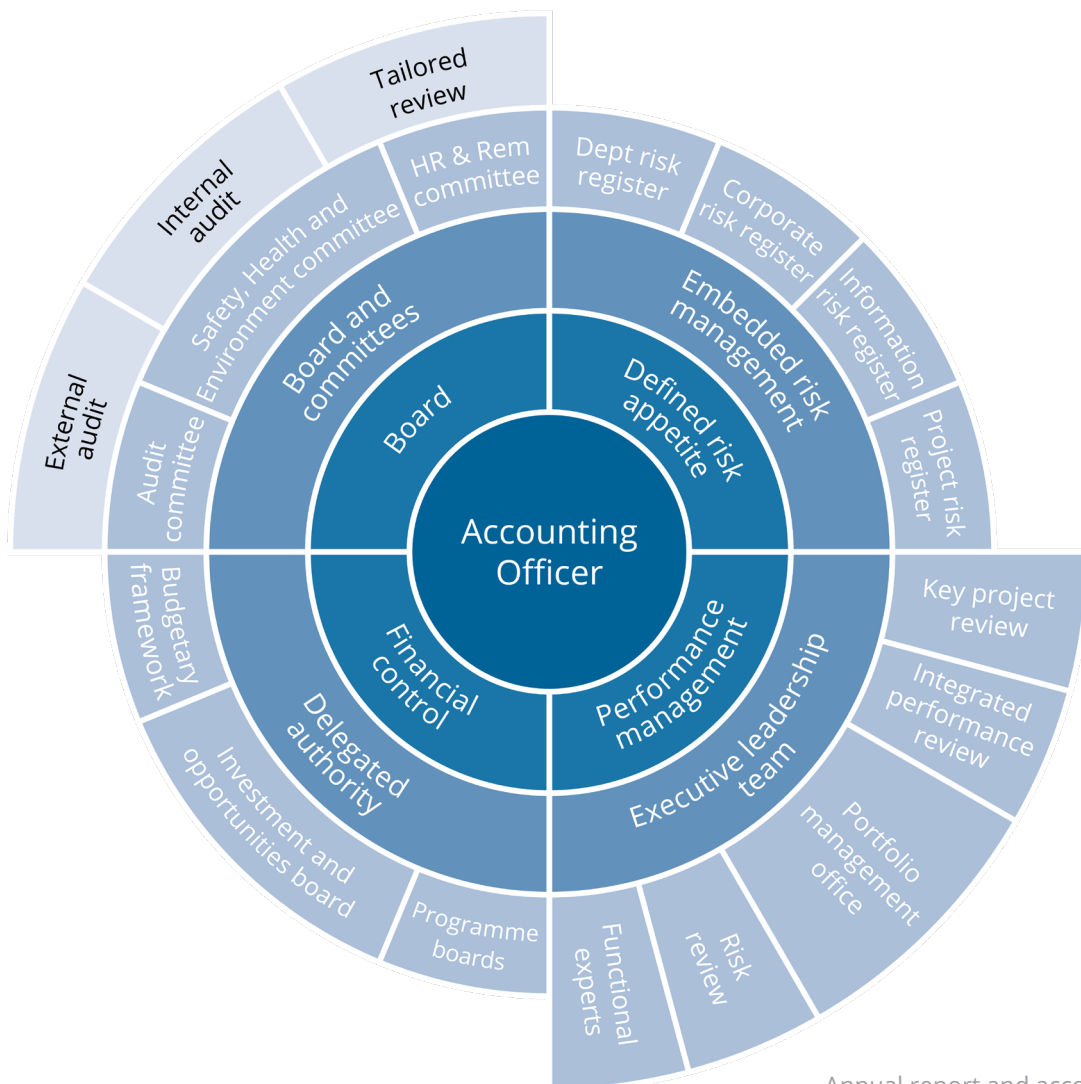 Tailored
review
Internal
audit
External
audit
HR & Rem
committee
Safety, Health and
Environment committee
Audit
committee
Board and
committees
Board
Dept risk
register
Corporate
risk register
Information
risk register
Project risk
register
Embedded risk
management
Defined risk
appetite
Accounting
Officer
Budgetary
framework
Investment and
opportunities board
Programme
boards
Delegated
authority
Financial
control
Performance
management
Executive leadership
team
Key project
review
Integrated
performance
review
Portfolio
management
office
Risk
review
Functional
experts